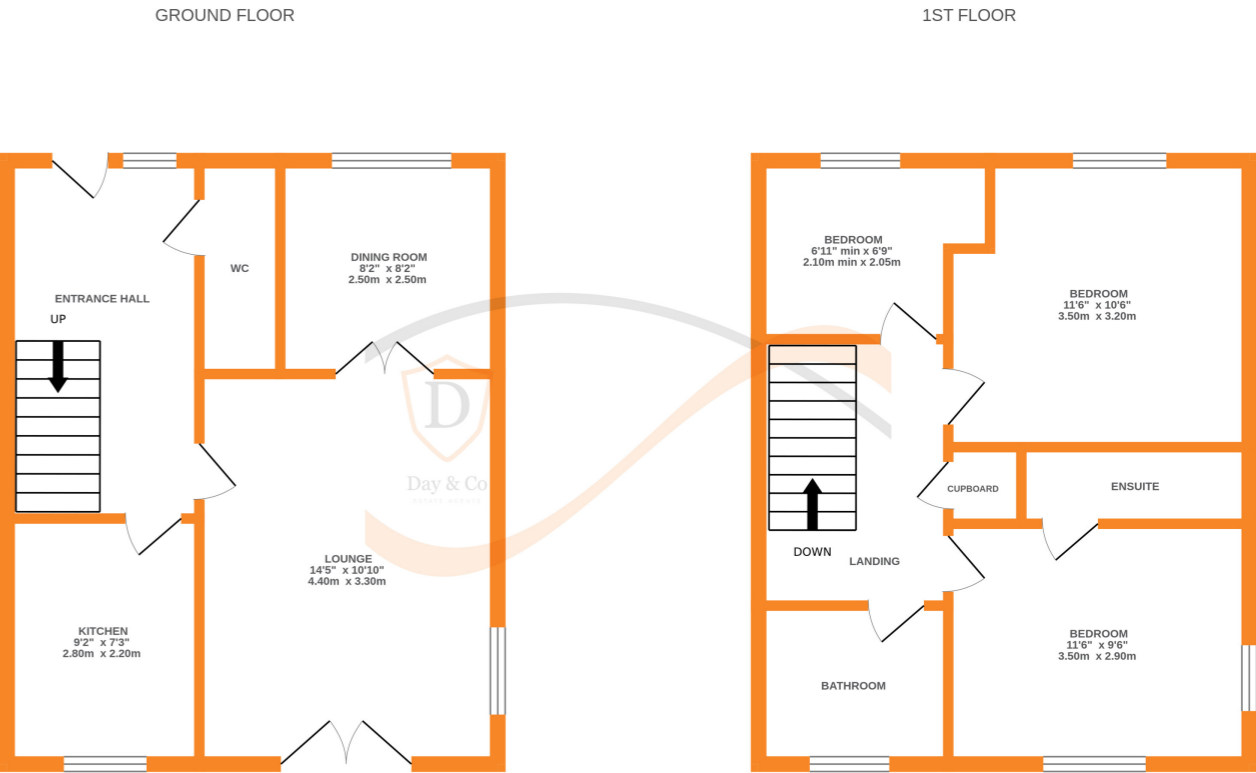 GROUND FLOOR
1ST FLOOR
WC
DINING ROOM
8'2" x 8'2"
2.50m x 2.50m
ENTRANCE HALL
UP
D
Day & Co
ESTATE AGENTS
LOUNGE
14'5" x 10'10"
4.40m x 3.30m
KITCHEN
9'2" x 7'3"
2.80m x 2.20m
BEDROOM
6'11" min x 6'9"
2.10m min x 2.05m
BEDROOM
11'6" x 10'6"
3.50m x 3.20m
CUPBOARD
ENSUITE
DOWN
LANDING
BEDROOM
11'6" x 9'6"
3.50m x 2.90m
BATHROOM